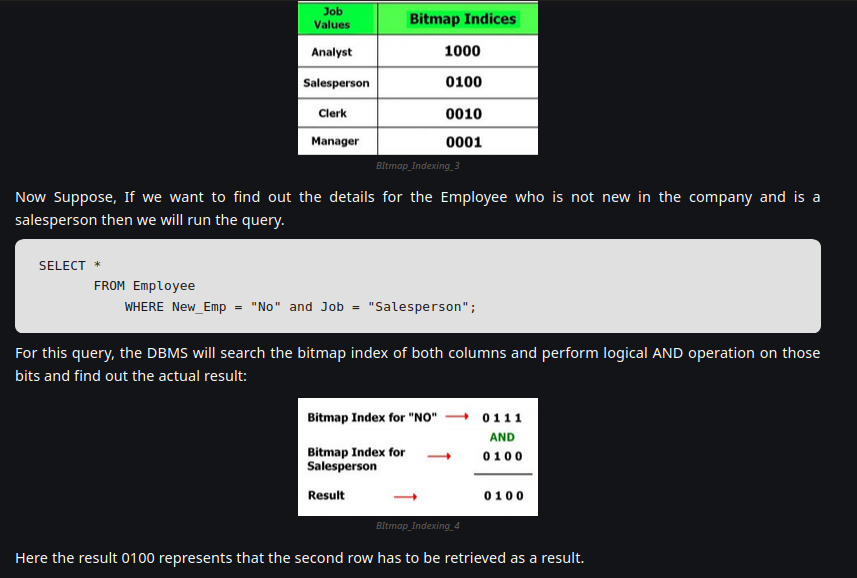 Job Values Bitmap Indices
Analyst 1000
Salesperson 0100
Clerk 0010
Manager 0001
BItmap_Indexing_3
Now Suppose, If we want to find out the details for the Employee who is not new in the company and is a
salesperson then we will run the query.
SELECT *
FROM Employee
WHERE New_Emp = "No" and Job = "Salesperson";
For this query, the DBMS will search the bitmap index of both columns and perform logical AND operation on those
bits and find out the actual result:
Bitmap Index for "NO" 0 1 1 1
AND
Bitmap Index for Salesperson 0 1 0 0
Result 0 1 0 0
BItmap_Indexing_4
Here the result 0100 represents that the second row has to be retrieved as a result.